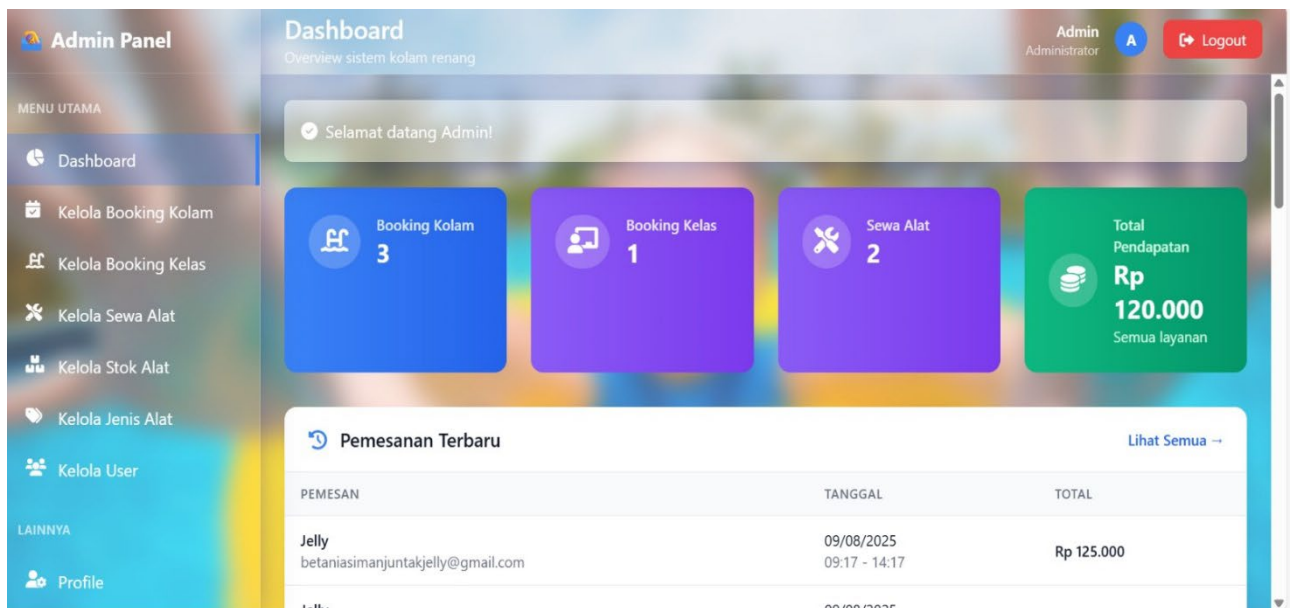 Admin Panel
MENU UTAMA
Dashboard
Kelola Booking Kolam
Kelola Booking Kelas
Kelola Sewa Alat
Kelola Stok Alat
Kelola Jenis Alat
Kelola User
LAINNYA
Profile
Dashboard
Overview sistem kolam renang
Admin
Administrator
A
Logout
Selamat datang Admin!
Booking Kolam
3
Booking Kelas
1
Sewa Alat
2
Total
Pendapatan
Rp
120.000
Semua layanan
Pemesanan Terbaru
Lihat Semua →
PEMESAN TANGGAL TOTAL
Jelly 09/08/2025
betaniasimanjuntakjelly@gmail.com 09:17 - 14:17 Rp 125.000